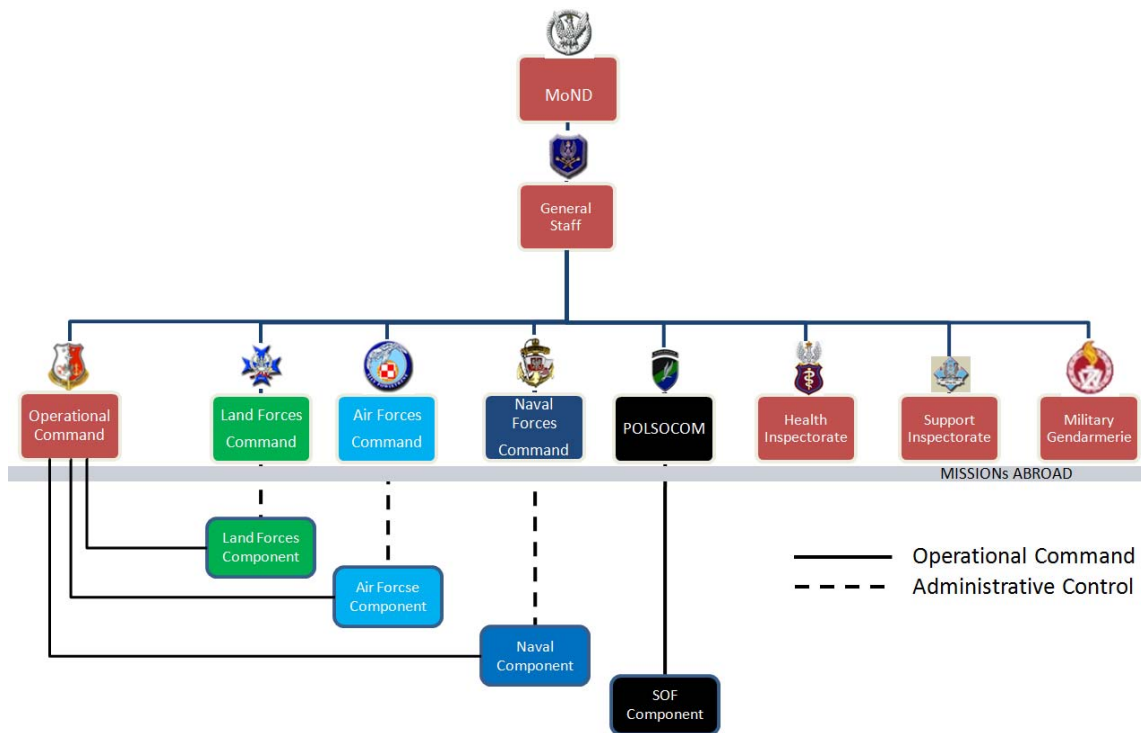 MoND
General
Staff
Operational
Command
Land Forces
Command
Air Forces
Command
Naval
Forces
Command
POLSOCOM
Health
Inspectorate
Support
Inspectorate
Military
Gendarmerie
MISSIONs ABROAD
Land Forces
Component
Air Forcse
Component
Naval
Component
SOF
Component
Operational Command
Administrative Control